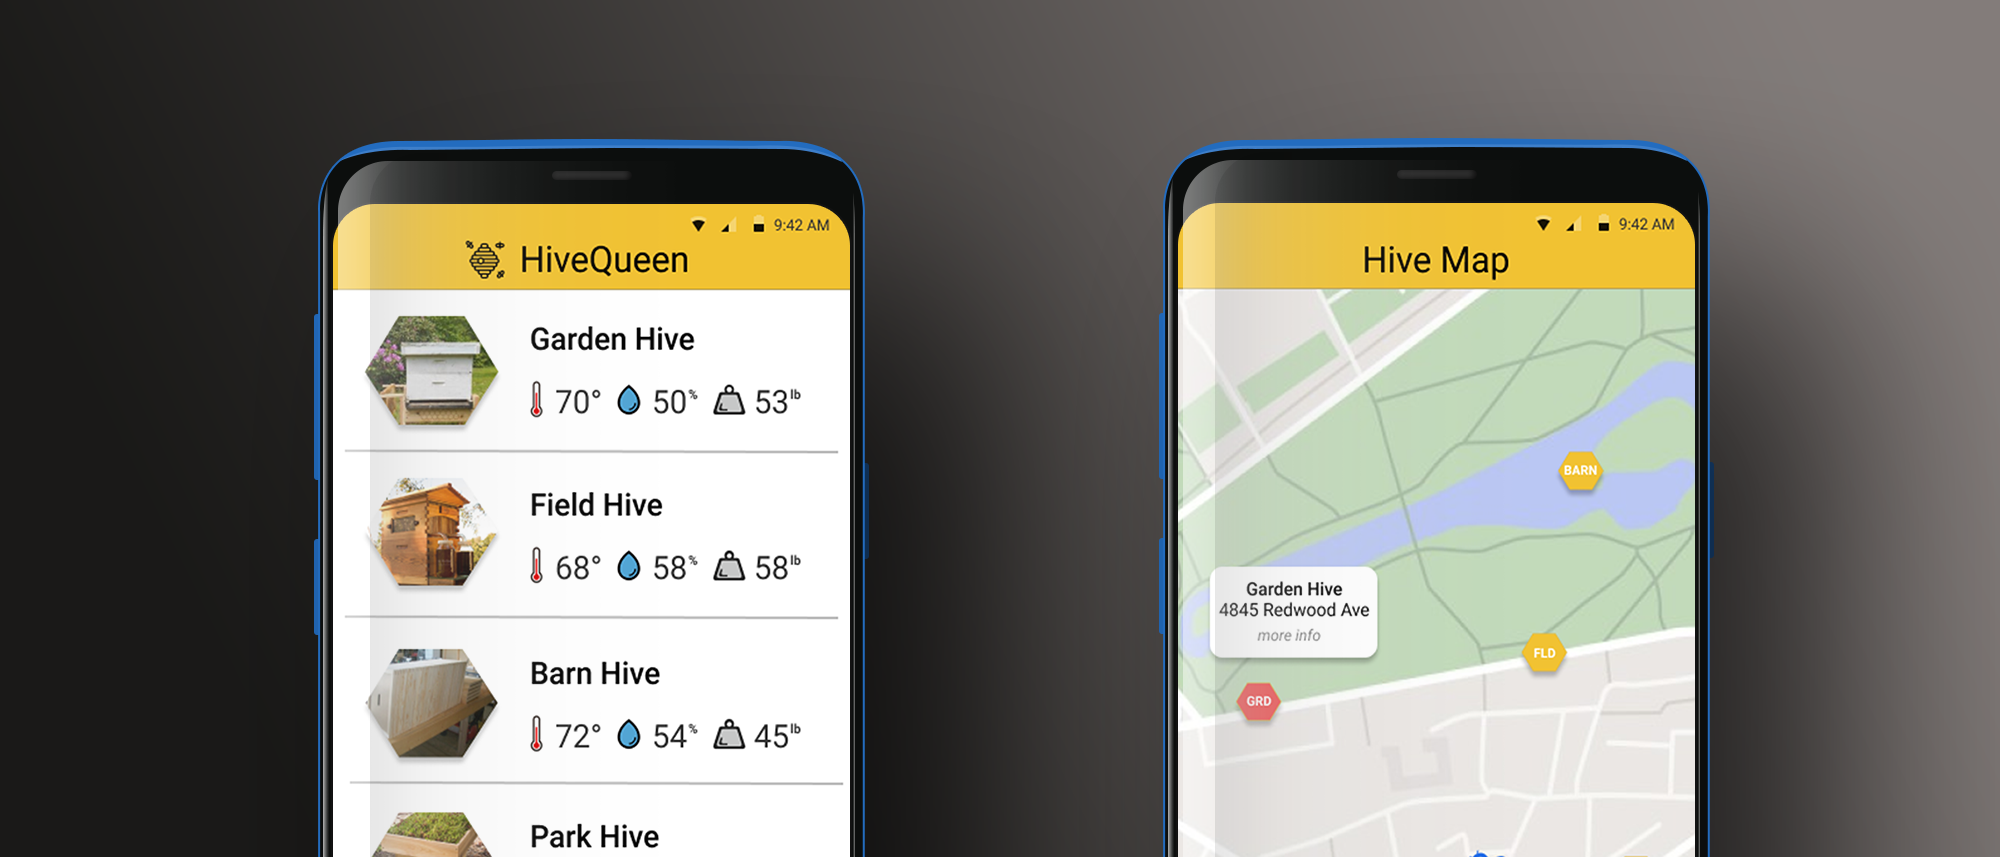 9:42 AM
HiveQueen
Garden Hive
70° 50% 53lb
Field Hive
68° 58% 58lb
Barn Hive
72° 54% 45lb
Park Hive
9:42 AM
Hive Map
BARN
Garden Hive
4845 Redwood Ave
more info
FLD
GRD